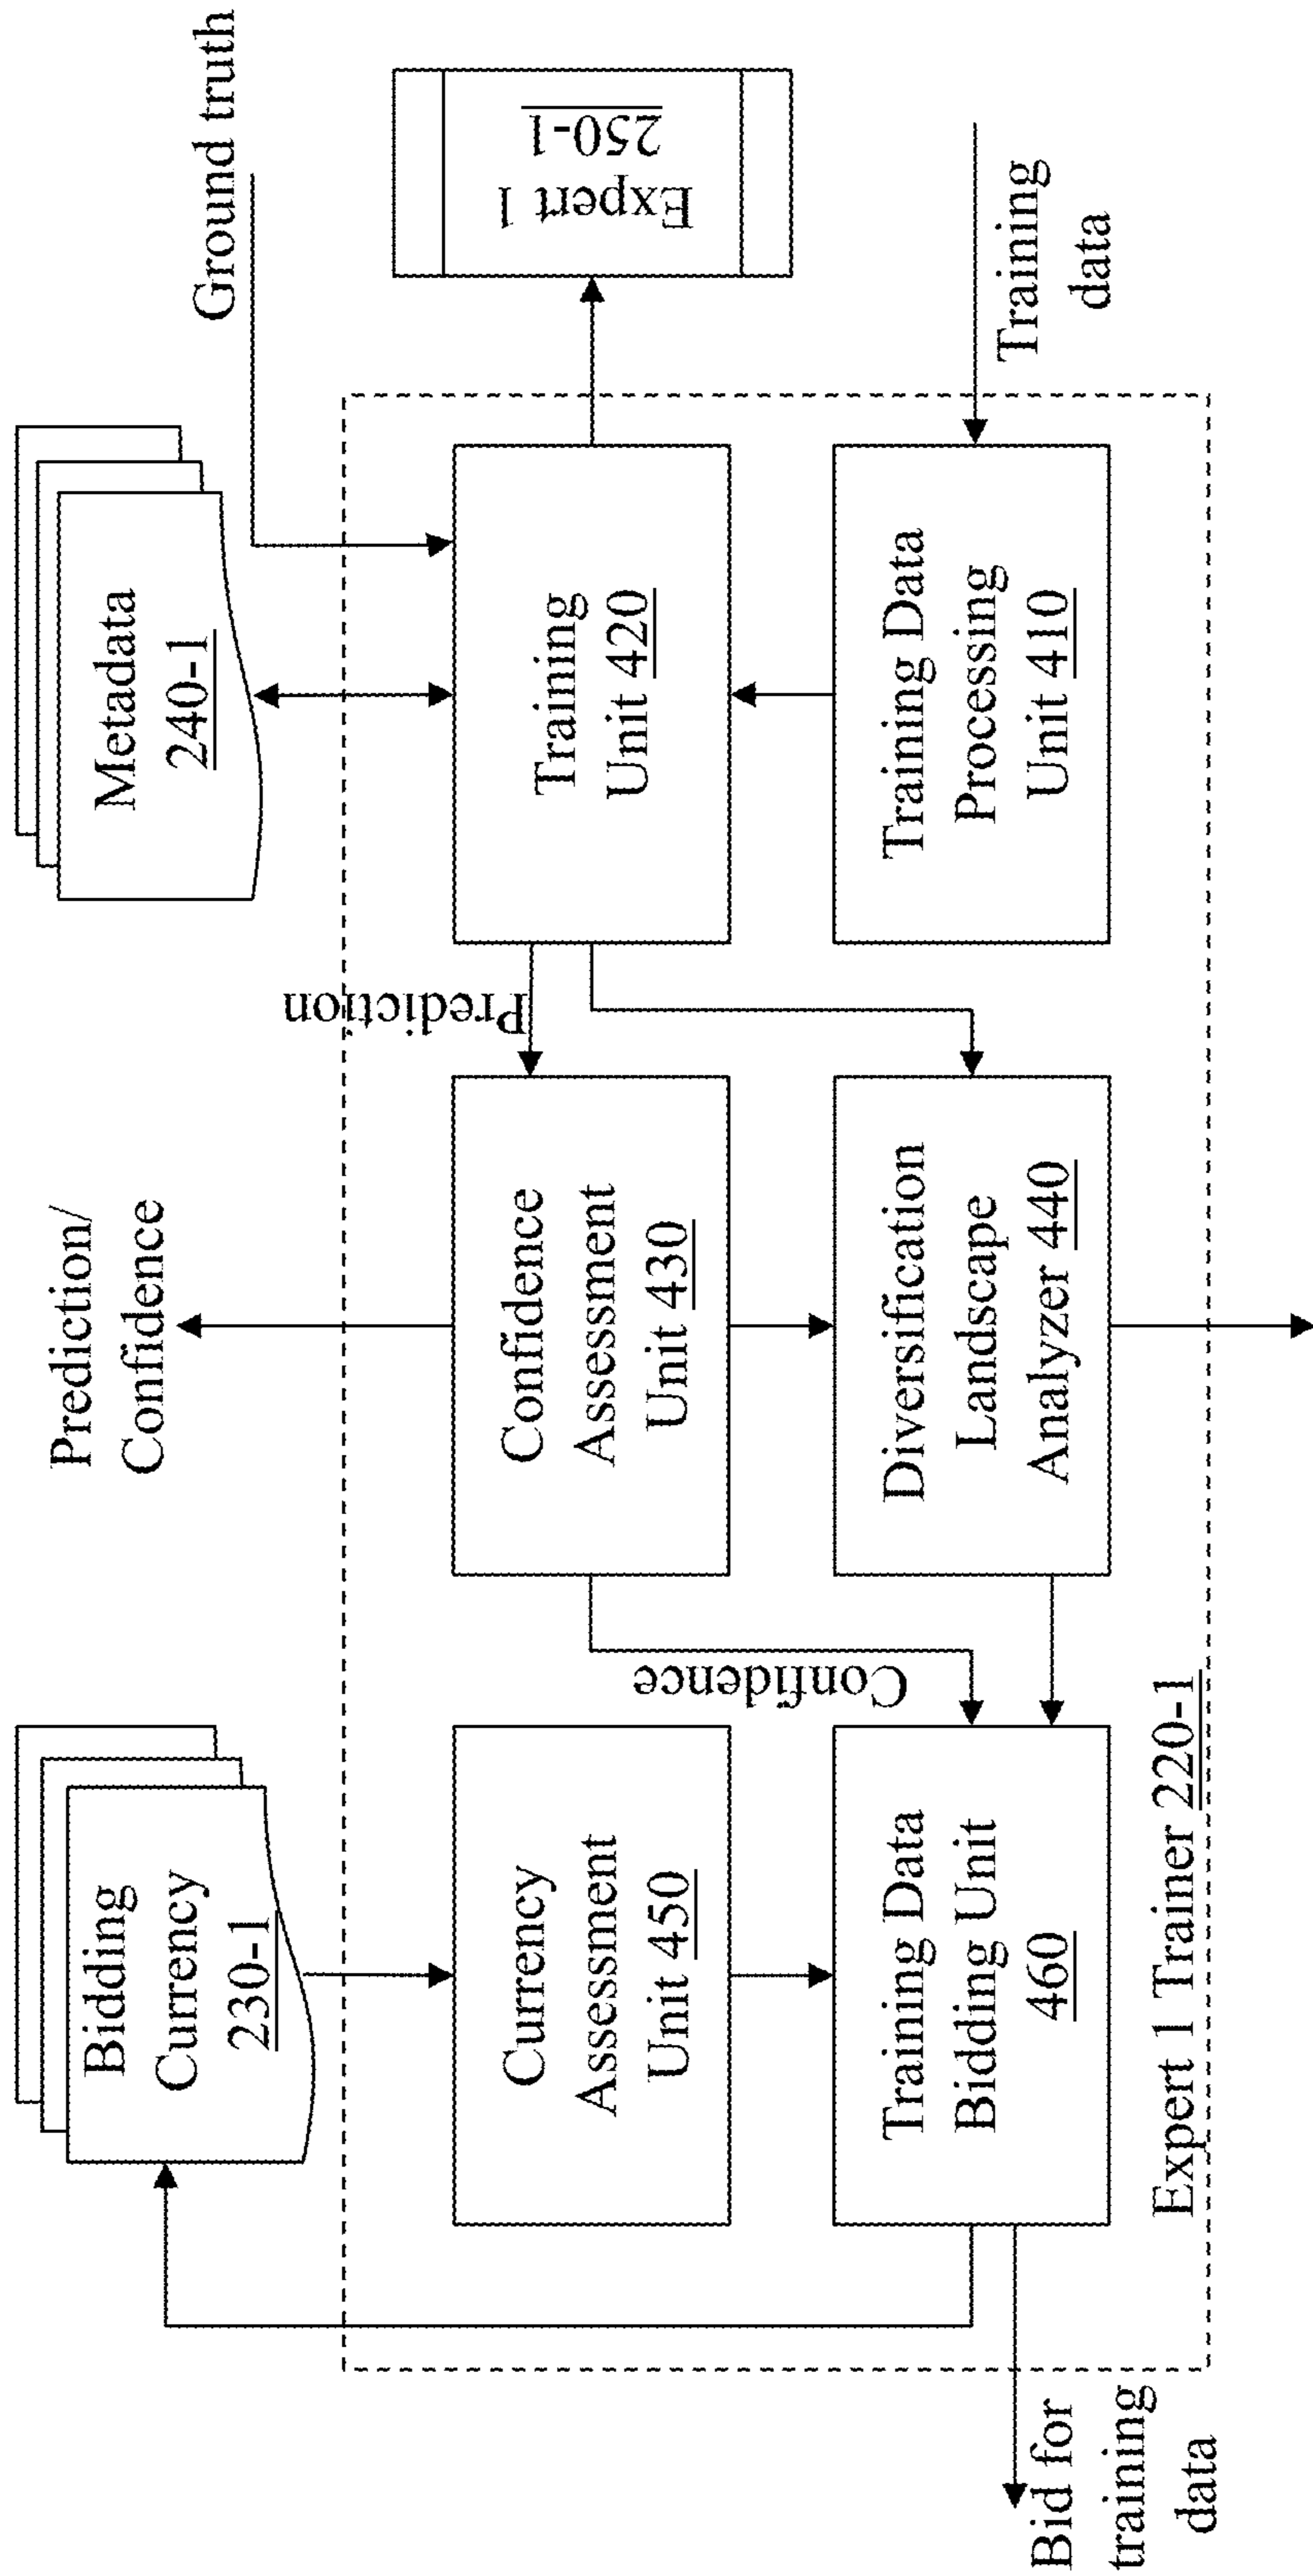 Bidding
Currency
230-1
Prediction/
Confidence
Metadata
240-1
Ground truth
Currency
Assessment
Unit 450
Confidence
Assessment
Unit 430
Prediction
Training
Unit 420
Expert 1
250-1
Confidence
Training Data
Bidding Unit
460
Diversification
Landscape
Analyzer 440
Training Data
Processing
Unit 410
Training
data
Bid for
training
data
Expert 1 Trainer 220-1